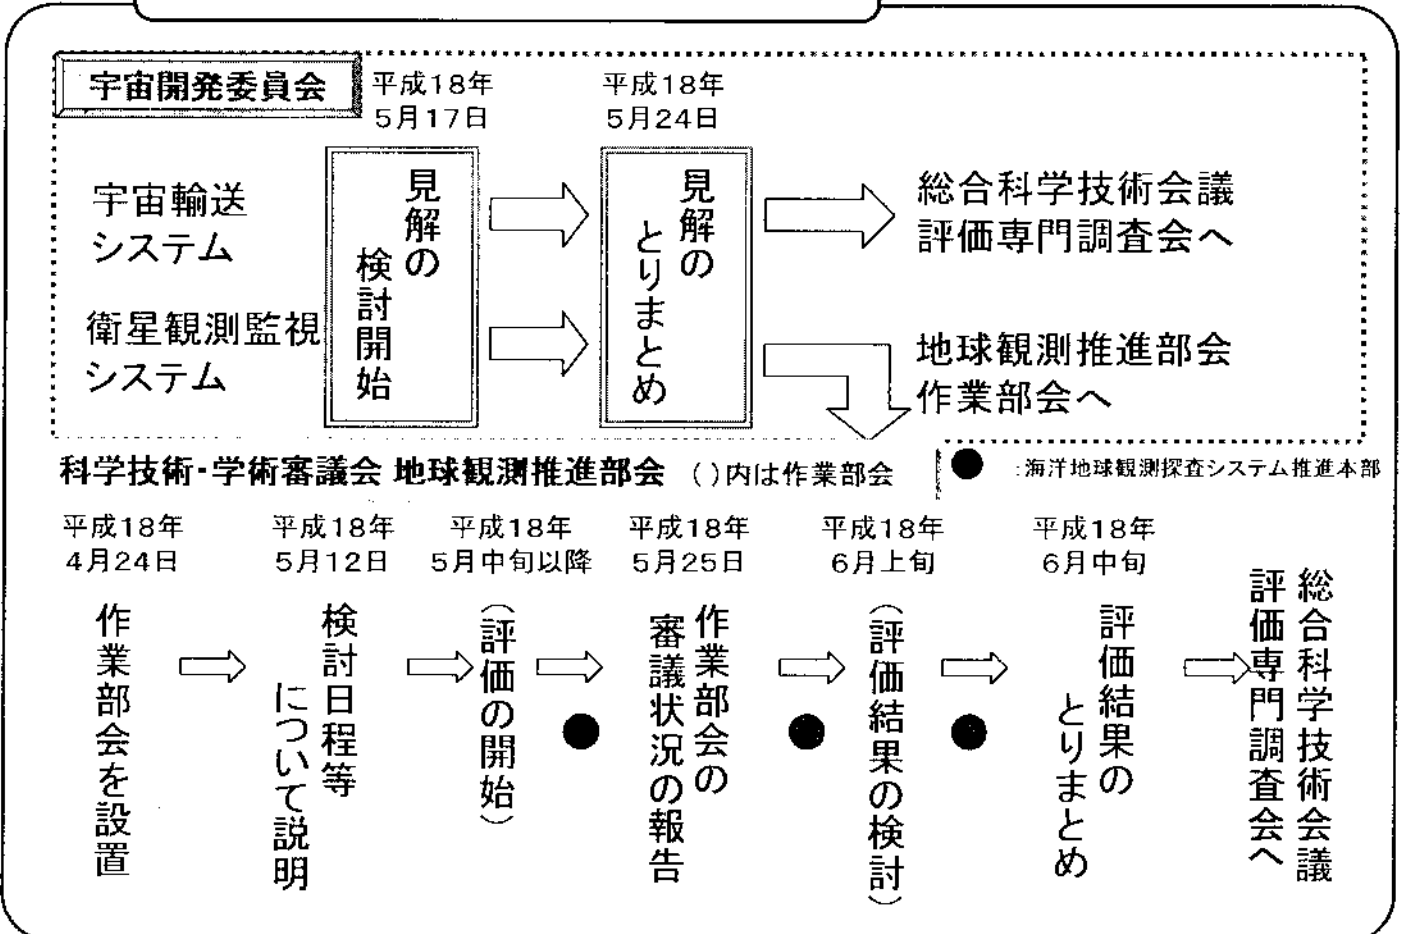 宇宙開発委員会
平成18年
5月17日
平成18年
5月24日
宇宙輸送
システム
衛星観測監視
システム
見解の
検討開始
見解の
とりまとめ
総合科学技術会議
評価専門調査会へ
地球観測推進部会
作業部会へ
科学技術・学術審議会 地球観測推進部会 ( )内は作業部会
●:海洋地球観測探査システム推進本部
平成18年
4月24日
平成18年
5月12日
平成18年
5月中旬以降
平成18年
5月25日
平成18年
6月上旬
平成18年
6月中旬
作業部会を設置
検討日程等
について説明
(評価の開始)
作業部会の
審議状況の報告
(評価結果の検討)
評価結果の
とりまとめ
総合科学技術会議
評価専門調査会へ